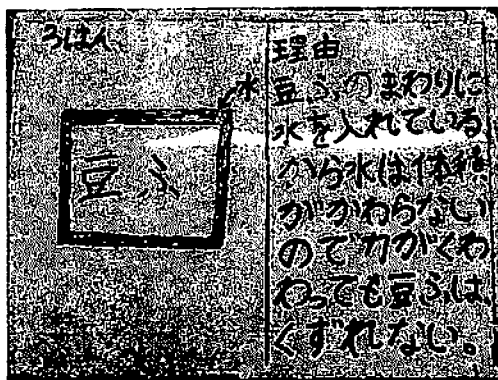 3はん
水
豆ふ
理由
豆ふのまわりに
水を入れている
から水は体積
がかわらない
ので力がくわ
わっても豆ふは、
くずれない。